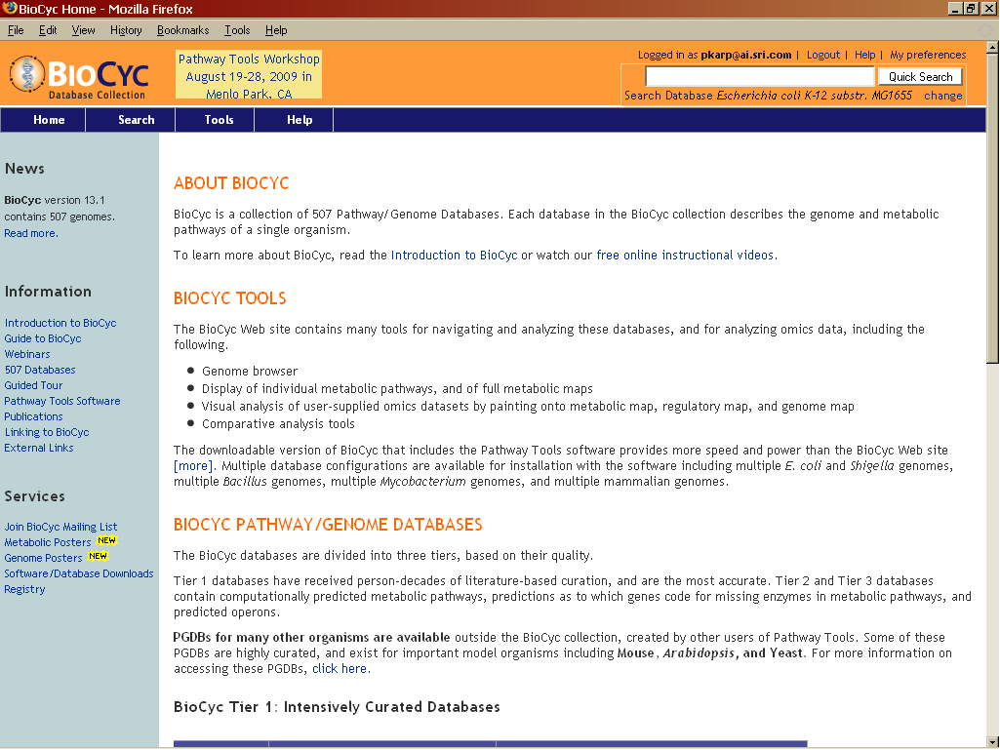 BioCyc Home - Mozilla Firefox
File Edit View History Bookmarks Tools Help
BIOCYC
Database Collection
Pathway Tools Workshop
August 19-28, 2009 in
Menlo Park, CA
Logged in as pkarp@ai.sri.com | Logout | Help | My preferences
Quick Search
Search Database Escherichia coli K-12 substr. MG1655 change
Home Search Tools Help
News
BioCyc version 13.1
contains 507 genomes.
Read more.
Information
Introduction to BioCyc
Guide to BioCyc
Webinars
507 Databases
Guided Tour
Pathway Tools Software
Publications
Linking to BioCyc
External Links
Services
Join BioCyc Mailing List
Metabolic Posters NEW
Genome Posters NEW
Software/Database Downloads
Registry
ABOUT BIOCYC
BioCyc is a collection of 507 Pathway/Genome Databases. Each database in the BioCyc collection describes the genome and metabolic
pathways of a single organism.
To learn more about BioCyc, read the Introduction to BioCyc or watch our free online instructional videos.
BIOCYC TOOLS
The BioCyc Web site contains many tools for navigating and analyzing these databases, and for analyzing omics data, including the
following.
● Genome browser
● Display of individual metabolic pathways, and of full metabolic maps
● Visual analysis of user-supplied omics datasets by painting onto metabolic map, regulatory map, and genome map
● Comparative analysis tools
The downloadable version of BioCyc that includes the Pathway Tools software provides more speed and power than the BioCyc Web site
[more]. Multiple database configurations are available for installation with the software including multiple E. coli and Shigella genomes,
multiple Bacillus genomes, multiple Mycobacterium genomes, and multiple mammalian genomes.
BIOCYC PATHWAY/GENOME DATABASES
The BioCyc databases are divided into three tiers, based on their quality.
Tier 1 databases have received person-decades of literature-based curation, and are the most accurate. Tier 2 and Tier 3 databases
contain computationally predicted metabolic pathways, predictions as to which genes code for missing enzymes in metabolic pathways, and
predicted operons.
PGDBs for many other organisms are available outside the BioCyc collection, created by other users of Pathway Tools. Some of these
PGDBs are highly curated, and exist for important model organisms including Mouse, Arabidopsis, and Yeast. For more information on
accessing these PGDBs, click here.
BioCyc Tier 1: Intensively Curated Databases